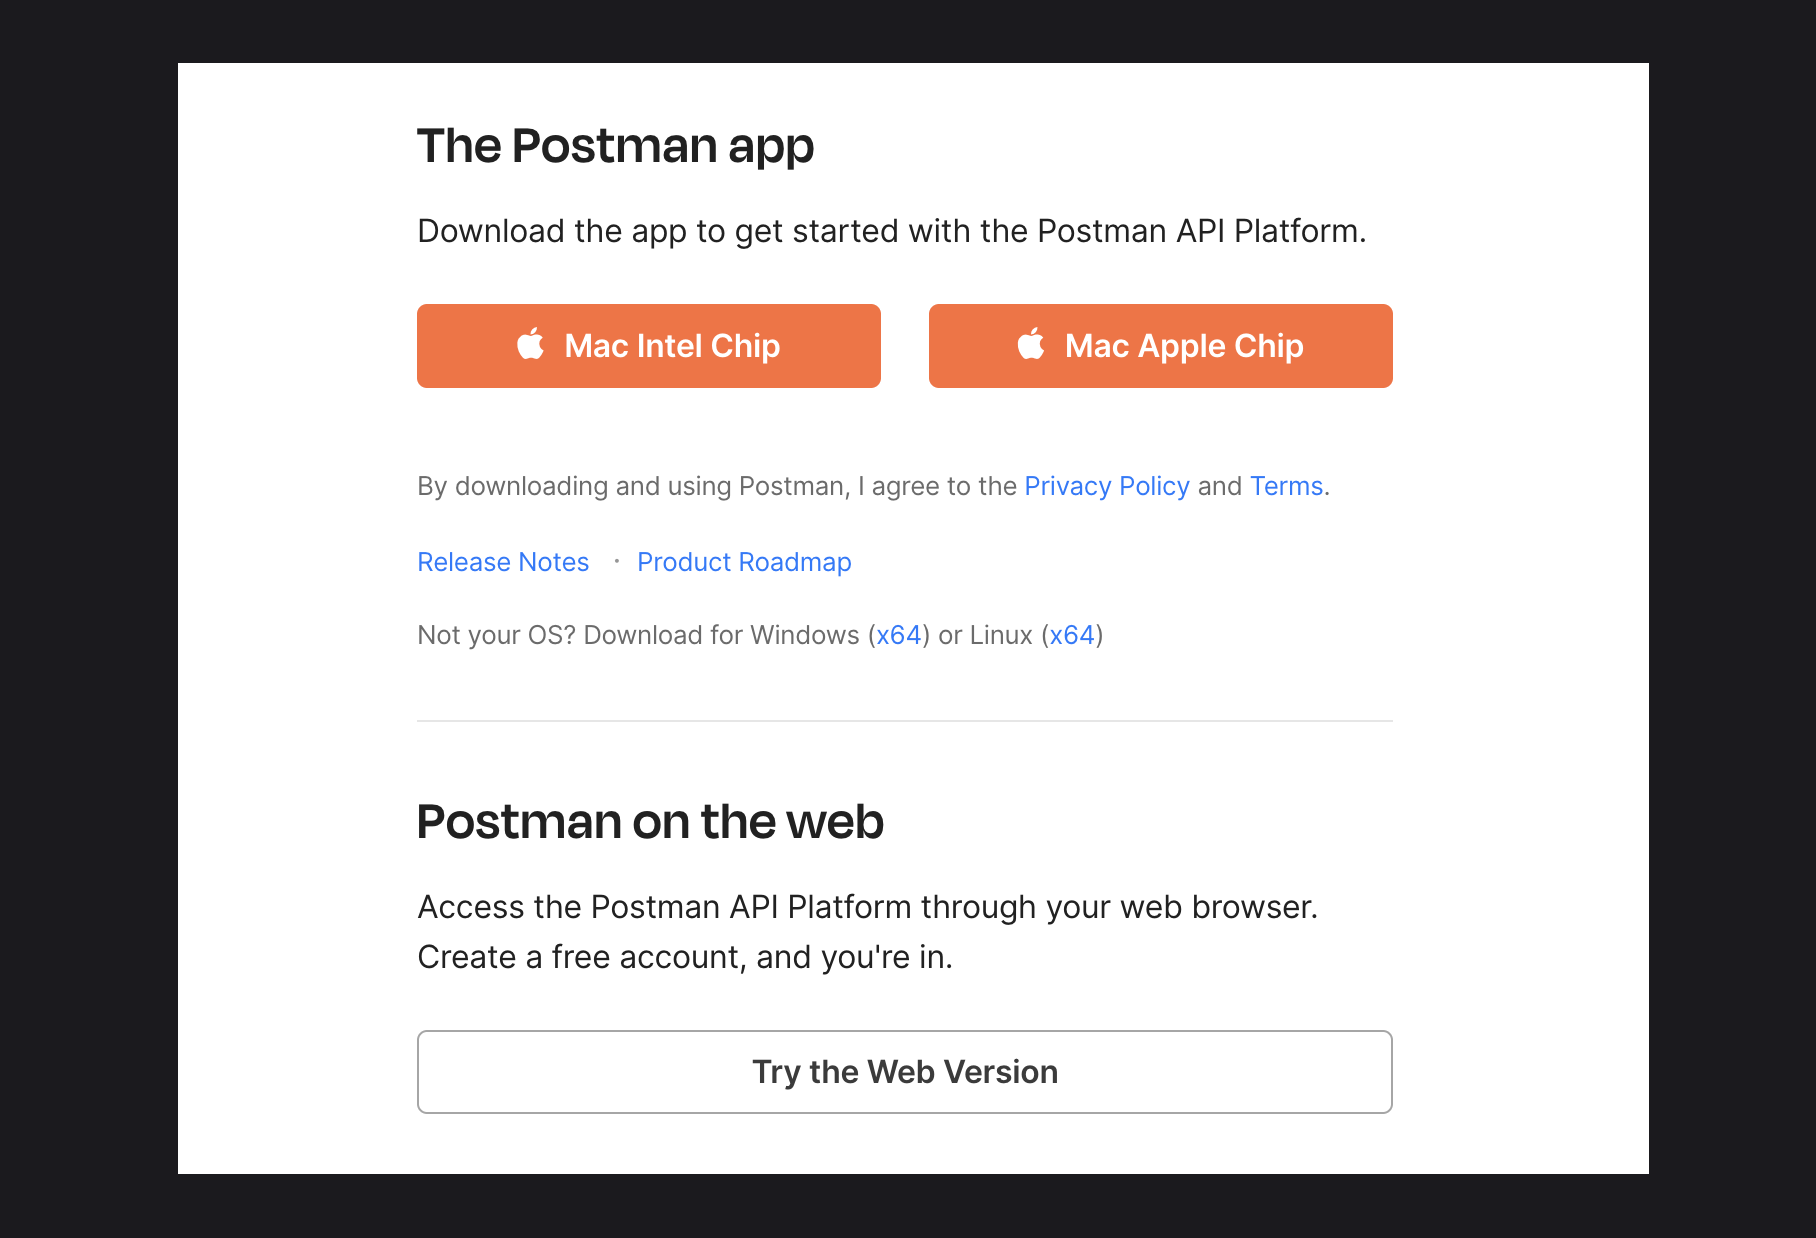 The Postman app
Download the app to get started with the Postman API Platform.
Mac Intel Chip
Mac Apple Chip
By downloading and using Postman, I agree to the Privacy Policy and Terms.
Release Notes · Product Roadmap
Not your OS? Download for Windows (x64) or Linux (x64)
Postman on the web
Access the Postman API Platform through your web browser.
Create a free account, and you're in.
Try the Web Version